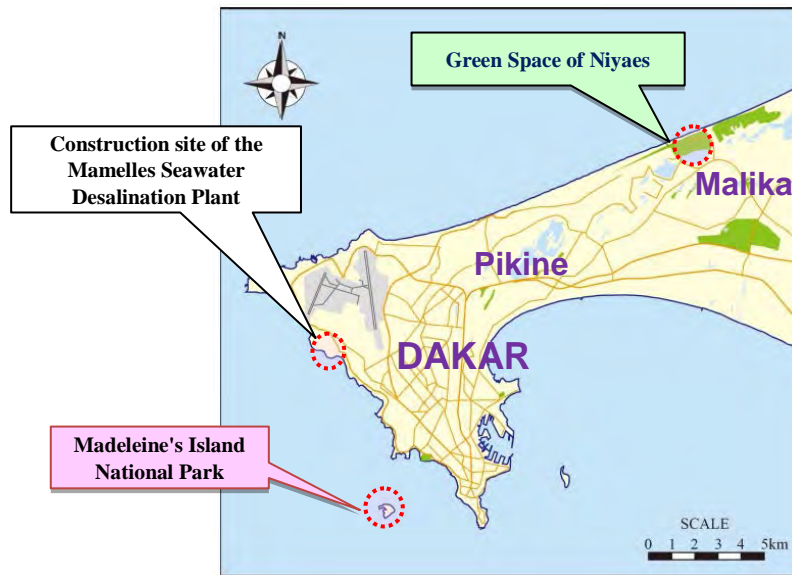 N
Green Space of Niyaes
Construction site of the
Mamelles Seawater
Desalination Plant
Malika
Pikine
DAKAR
Madeleine's Island
National Park
SCALE
0 1 2 3 4 5km